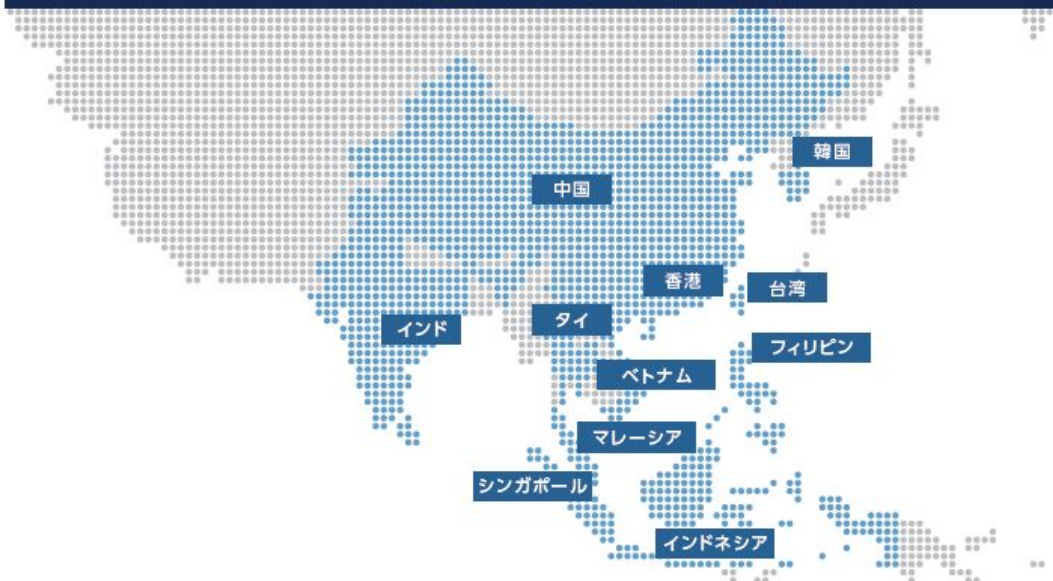 韓国
中国
香港
台湾
タイ
インド
フィリピン
ベトナム
マレーシア
シンガポール
インドネシア